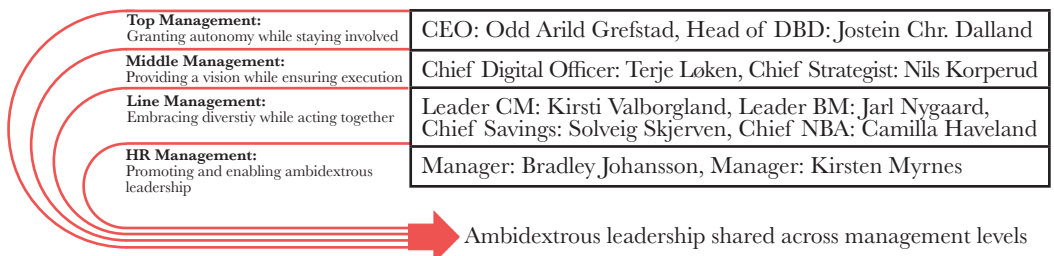 Top Management:
Granting autonomy while staying involved
CEO: Odd Arild Grefstad, Head of DBD: Jostein Chr. Dalland
Middle Management:
Providing a vision while ensuring execution
Chief Digital Officer: Terje Løken, Chief Strategist: Nils Korperud
Line Management:
Embracing diverstiy while acting together
Leader CM: Kirsti Valborgland, Leader BM: Jarl Nygaard,
Chief Savings: Solveig Skjerven, Chief NBA: Camilla Haveland
HR Management:
Promoting and enabling ambidextrous
leadership
Manager: Bradley Johansson, Manager: Kirsten Myrnes
Ambidextrous leadership shared across management levels